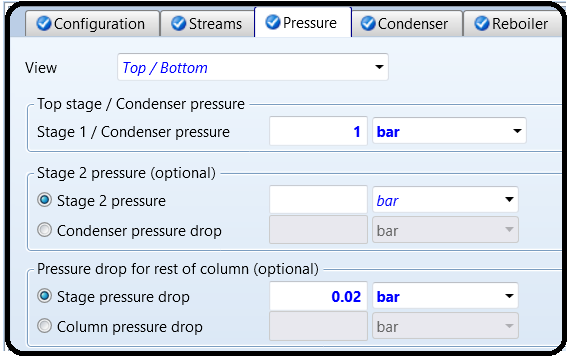 Configuration Streams Pressure Condenser Reboiler
View Top / Bottom
Top stage / Condenser pressure
Stage 1 / Condenser pressure 1 bar
Stage 2 pressure (optional)
Stage 2 pressure bar
Condenser pressure drop bar
Pressure drop for rest of column (optional)
Stage pressure drop 0.02 bar
Column pressure drop bar